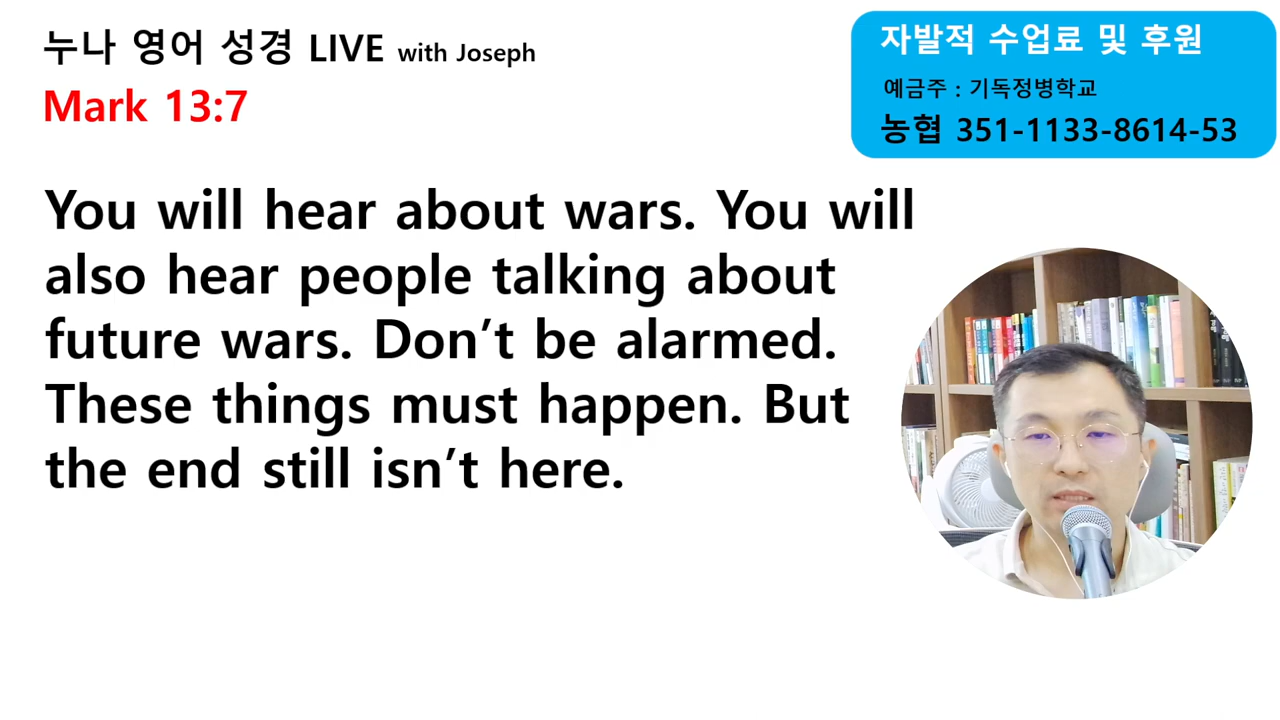 누나 영어 성경 LIVE with Joseph
Mark 13:7
자발적 수업료 및 후원
예금주 : 기독정병학교
농협 351-1133-8614-53
You will hear about wars. You will
also hear people talking about
future wars. Don’t be alarmed.
These things must happen. But
the end still isn’t here.